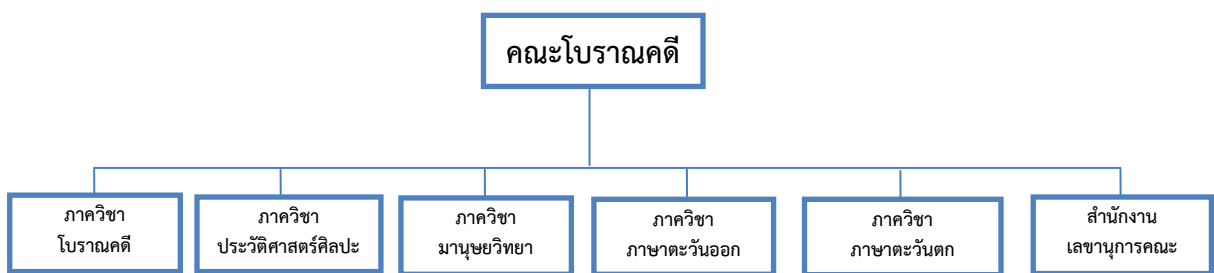 คณะโบราณคดี
ภาควิชา
โบราณคดี
ภาควิชา
ประวัติศาสตร์ศิลปะ
ภาควิชา
มานุษยวิทยา
ภาควิชา
ภาษาตะวันออก
ภาควิชา
ภาษาตะวันตก
สำนักงาน
เลขานุการคณะ